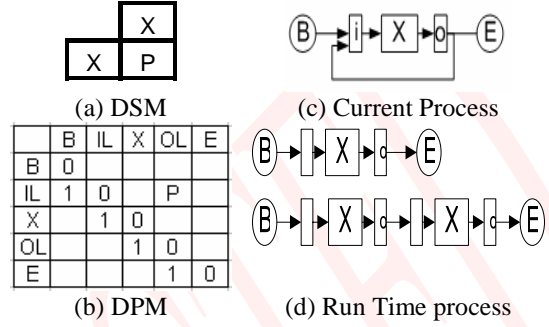 X
X P
(a) DSM
B i X o E
(c) Current Process
B IL X OL E
B 0
IL 1 0 P
X 1 0
OL 1 0
E 1 0
(b) DPM
B X o E
B X o X o E
(d) Run Time process